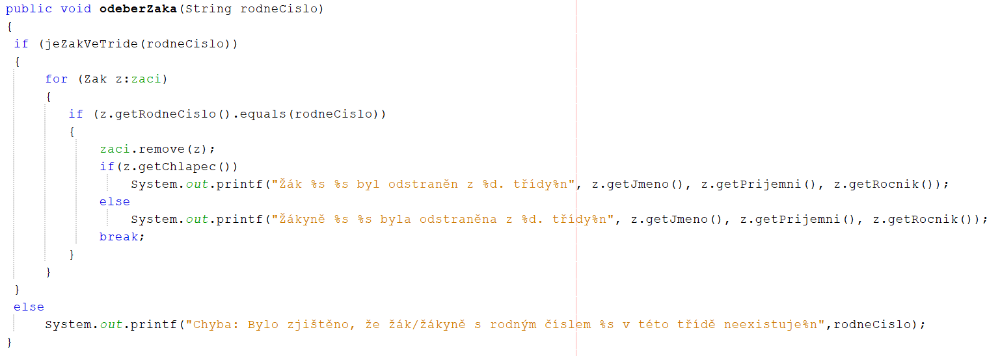 public void odeberZaka(String rodneCislo)
{
if (jeZakVeTride(rodneCislo))
{
for (Zak z:zaci)
{
if (z.getRodneCislo().equals(rodneCislo))
{
zaci.remove(z);
if(z.getChlapec())
System.out.printf("Žák %s %s byl odstraněn z %d. třídy%n", z.getJmeno(), z.getPrijemni(), z.getRocnik());
else
System.out.printf("Žákyně %s %s byla odstraněna z %d. třídy%n", z.getJmeno(), z.getPrijemni(), z.getRocnik());
break;
}
}
}
else
System.out.printf("Chyba: Bylo zjištěno, že žák/žákyně s rodným číslem %s v této třídě neexistuje%n",rodneCislo);
}